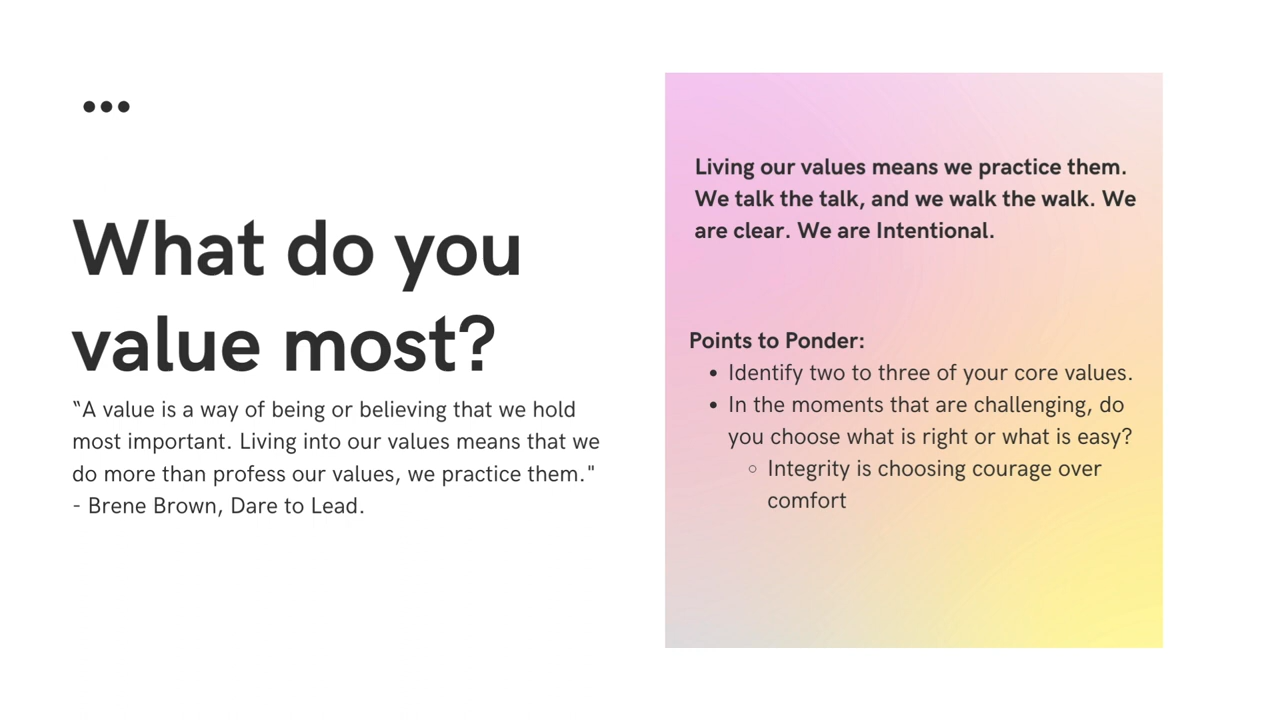 What do you
value most?
‟A value is a way of being or believing that we hold
most important. Living into our values means that we
do more than profess our values, we practice them."
- Brene Brown, Dare to Lead.
Living our values means we practice them.
We talk the talk, and we walk the walk. We
are clear. We are Intentional.
Points to Ponder:
• Identify two to three of your core values.
• In the moments that are challenging, do
you choose what is right or what is easy?
○ Integrity is choosing courage over
comfort